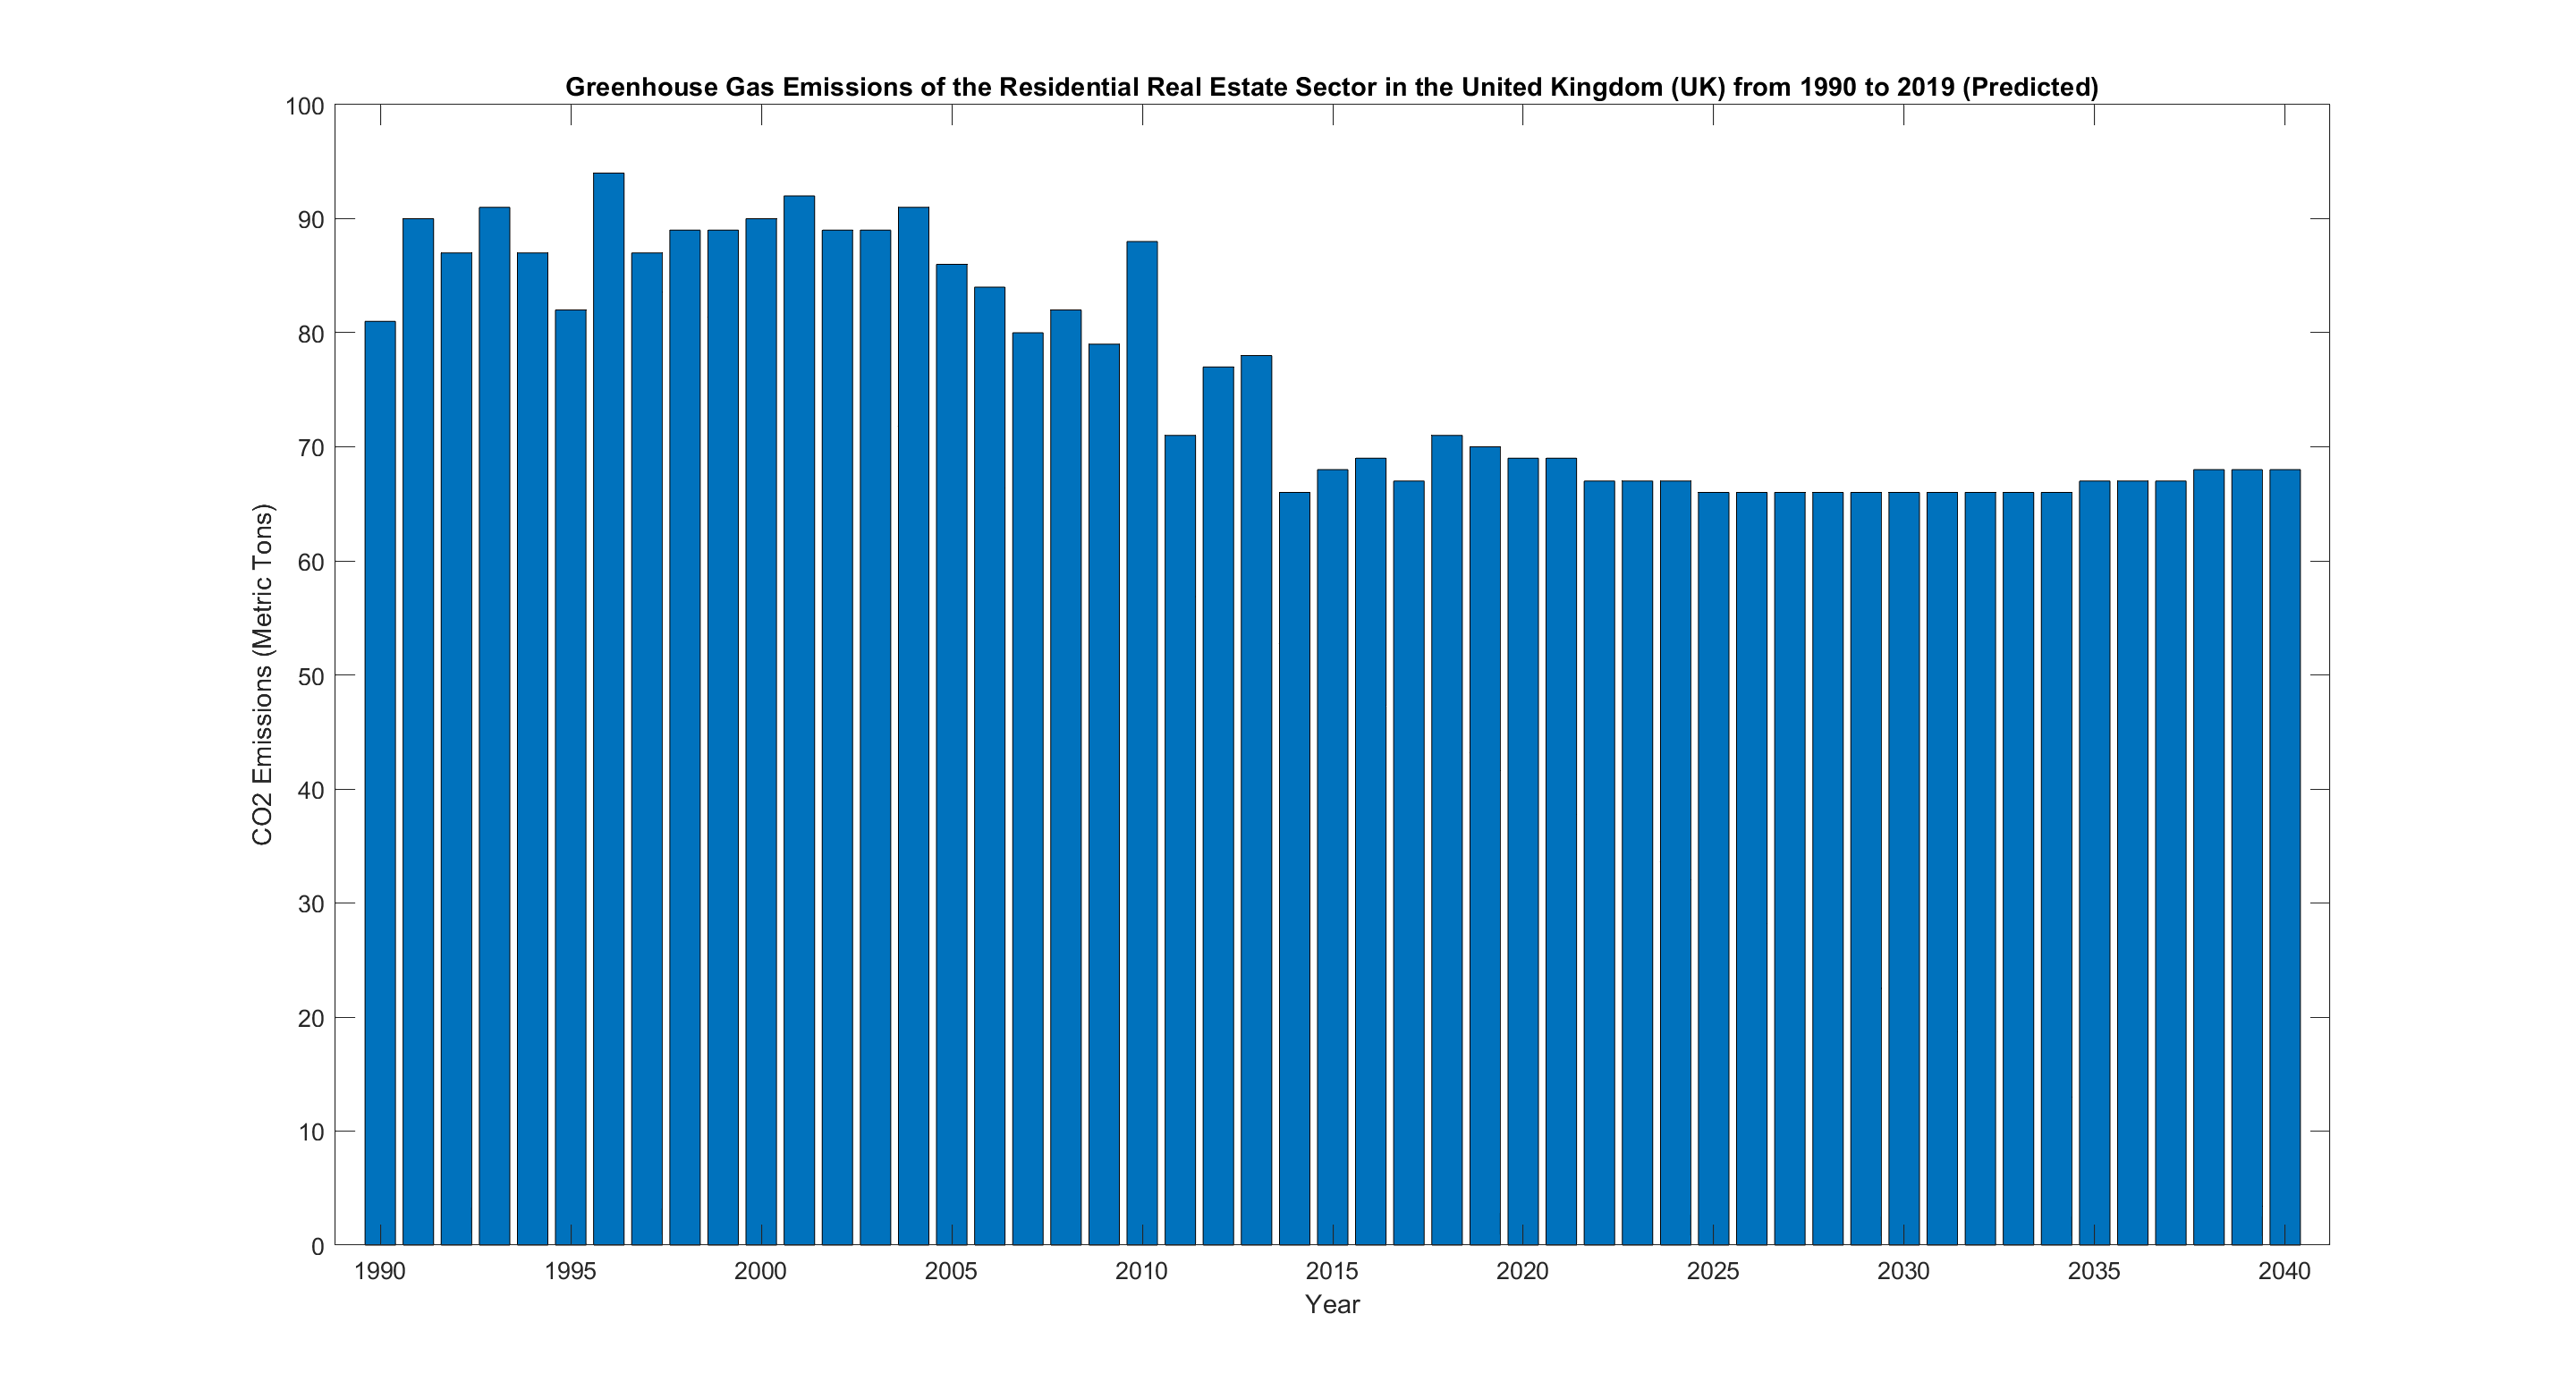 Greenhouse Gas Emissions of the Residential Real Estate Sector in the United Kingdom (UK) from 1990 to 2019 (Predicted)
100
90
80
70
60
50
40
30
20
10
0
CO2 Emissions (Metric Tons)
1990 1995 2000 2005 2010 2015 2020 2025 2030 2035 2040
Year